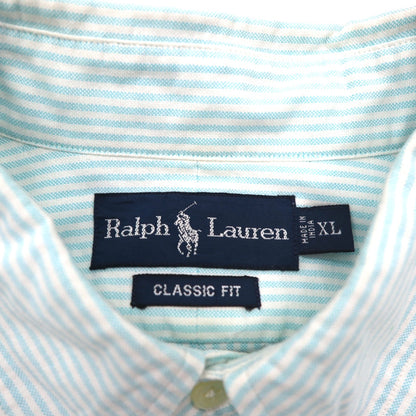 Ralph Lauren
MADE IN
INDIA
XL
CLASSIC FIT